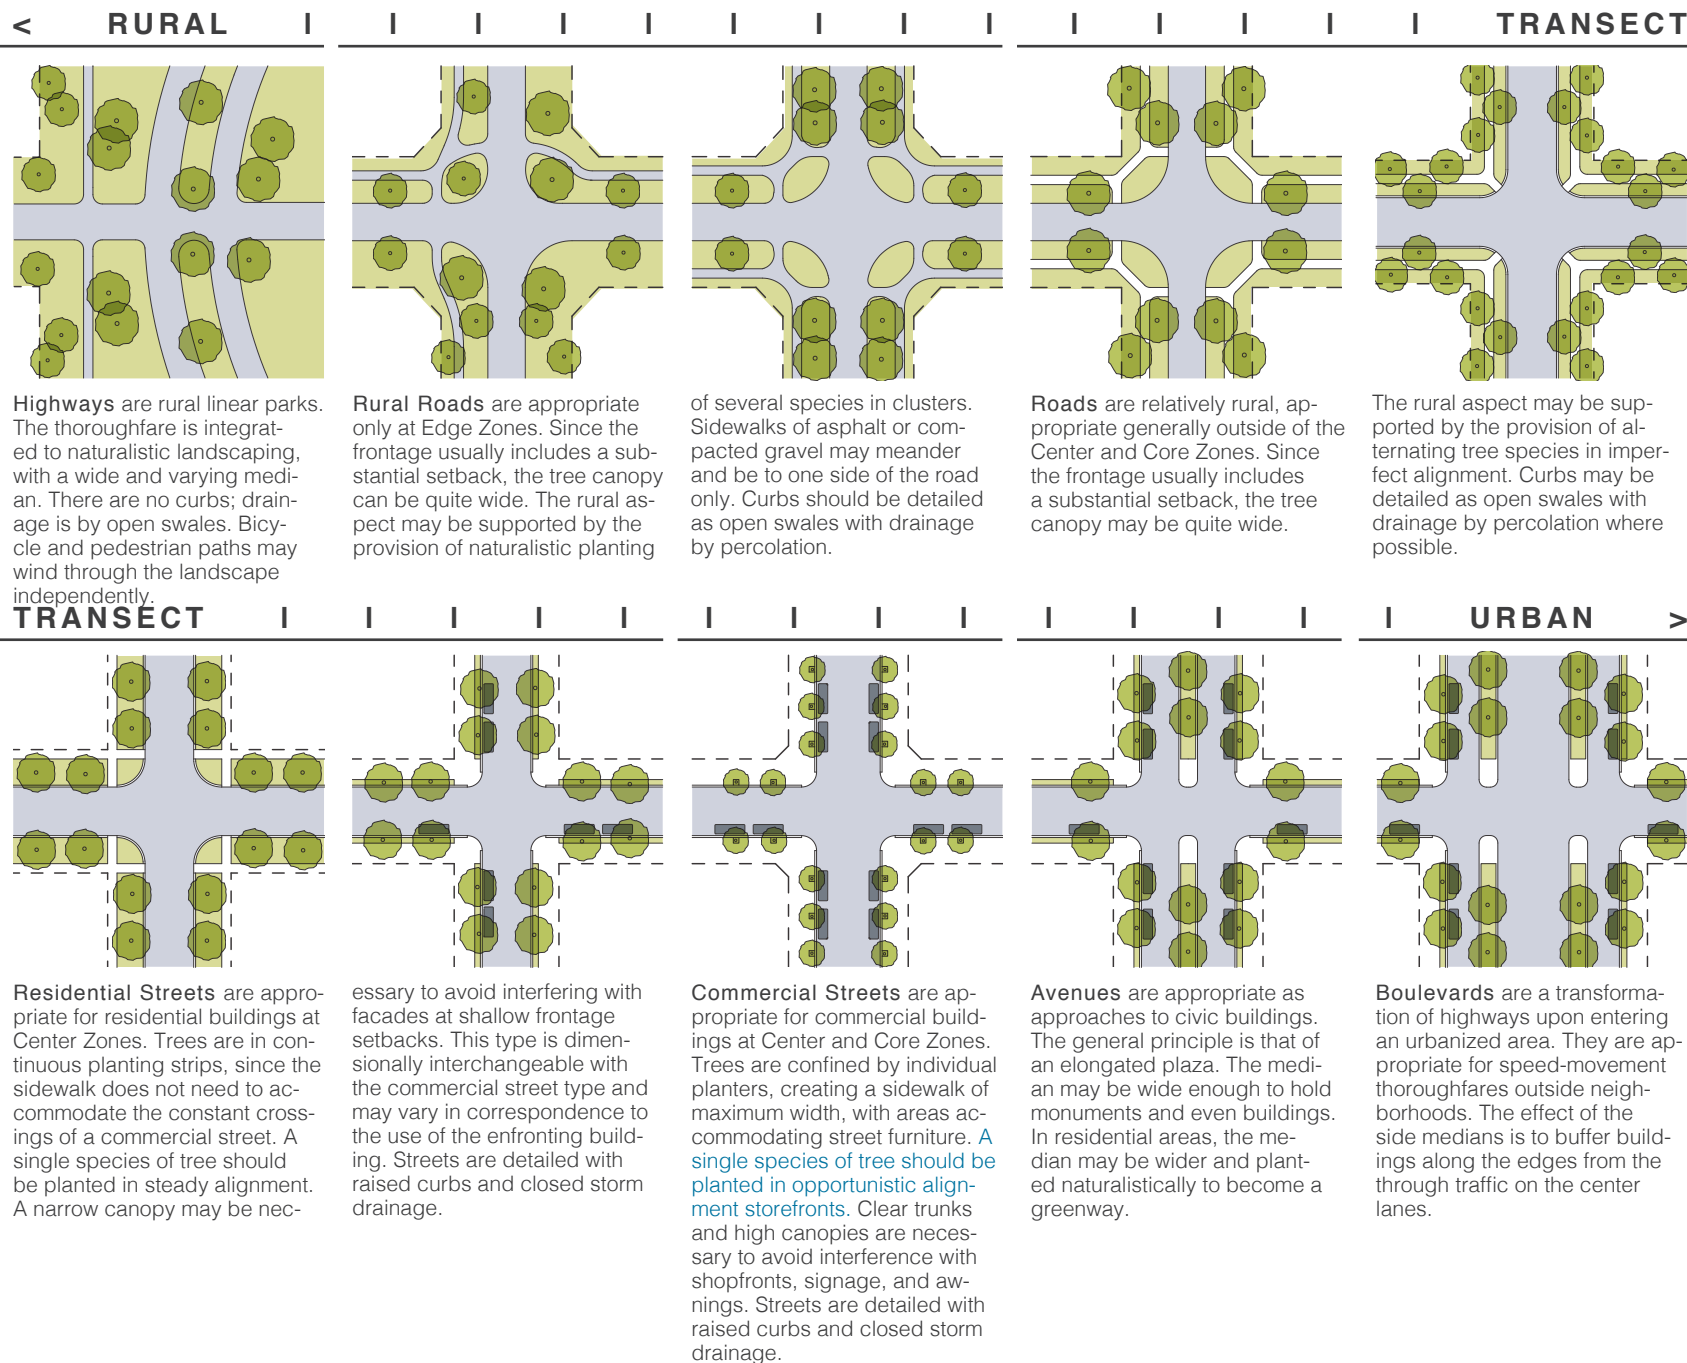 < RURAL I I I I I I I I I I I I I I TRANSECT
Highways are rural linear parks.
The thoroughfare is integrat-
ed to naturalistic landscaping,
with a wide and varying medi-
an. There are no curbs; drain-
age is by open swales. Bicy-
cle and pedestrian paths may
wind through the landscape
independently.
Rural Roads are appropriate
only at Edge Zones. Since the
frontage usually includes a sub-
stantial setback, the tree canopy
can be quite wide. The rural as-
pect may be supported by the
provision of naturalistic planting
of several species in clusters.
Sidewalks of asphalt or com-
pacted gravel may meander
and be to one side of the road
only. Curbs should be detailed
as open swales with drainage
by percolation.
Roads are relatively rural, ap-
propriate generally outside of the
Center and Core Zones. Since
the frontage usually includes
a substantial setback, the tree
canopy may be quite wide.
The rural aspect may be sup-
ported by the provision of al-
ternating tree species in imper-
fect alignment. Curbs may be
detailed as open swales with
drainage by percolation where
possible.
TRANSECT I I I I I I I I I I I I I I URBAN >
Residential Streets are appro-
priate for residential buildings at
Center Zones. Trees are in con-
tinuous planting strips, since the
sidewalk does not need to ac-
commodate the constant cross-
ings of a commercial street. A
single species of tree should
be planted in steady alignment.
A narrow canopy may be nec-
essary to avoid interfering with
facades at shallow frontage
setbacks. This type is dimen-
sionally interchangeable with
the commercial street type and
may vary in correspondence to
the use of the enfronting build-
ing. Streets are detailed with
raised curbs and closed storm
drainage.
Commercial Streets are ap-
propriate for commercial build-
ings at Center and Core Zones.
Trees are confined by individual
planters, creating a sidewalk of
maximum width, with areas ac-
commodating street furniture. A
single species of tree should be
planted in opportunistic align-
ment storefronts. Clear trunks
and high canopies are neces-
sary to avoid interference with
shopfronts, signage, and aw-
nings. Streets are detailed with
raised curbs and closed storm
drainage.
Avenues are appropriate as
approaches to civic buildings.
The general principle is that of
an elongated plaza. The medi-
an may be wide enough to hold
monuments and even buildings.
In residential areas, the me-
dian may be wider and plant-
ed naturalistically to become a
greenway.
Boulevards are a transforma-
tion of highways upon entering
an urbanized area. They are ap-
propriate for speed-movement
thoroughfares outside neigh-
borhoods. The effect of the
side medians is to buffer build-
ings along the edges from the
through traffic on the center
lanes.